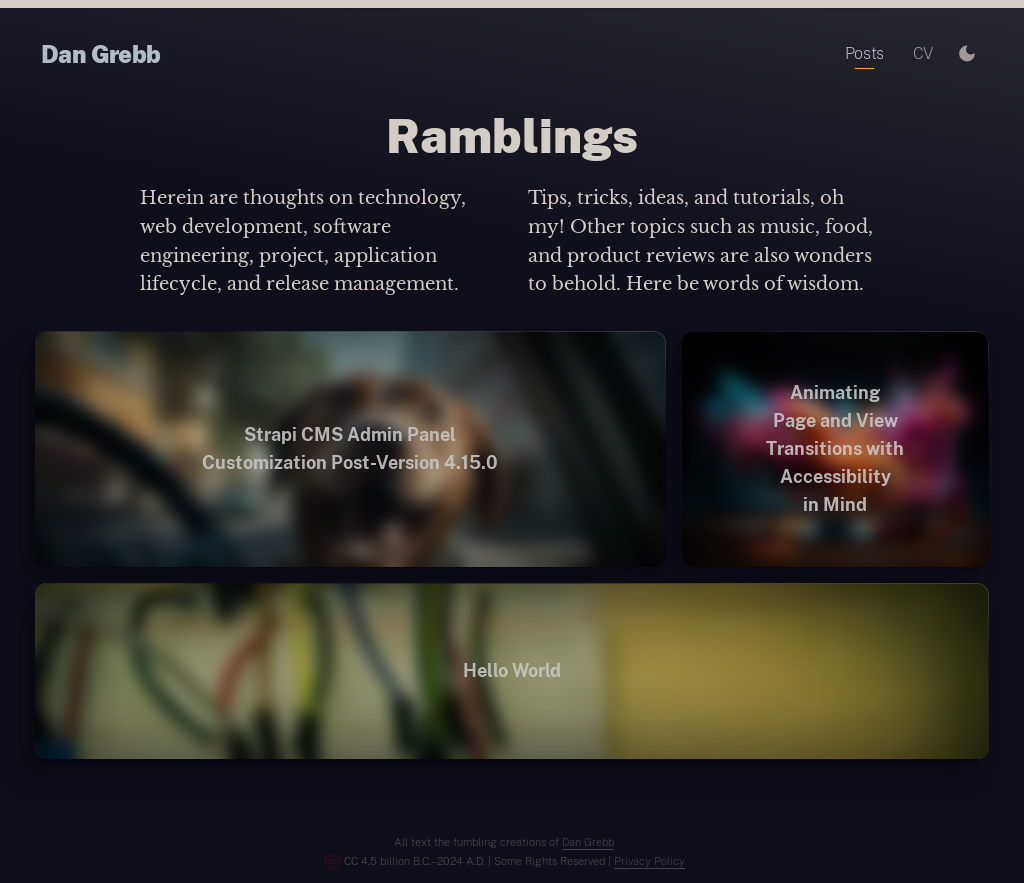 Dan Grebb
Posts
CV
Ramblings
Herein are thoughts on technology,
web development, software
engineering, project, application
lifecycle, and release management.
Tips, tricks, ideas, and tutorials, oh
my! Other topics such as music, food,
and product reviews are also wonders
to behold. Here be words of wisdom.
Strapi CMS Admin Panel
Customization Post-Version 4.15.0
Animating
Page and View
Transitions with
Accessibility
in Mind
Hello World
All text the fumbling creations of Dan Grebb
CC 4.5 billion B.C.–2024 A.D. | Some Rights Reserved | Privacy Policy